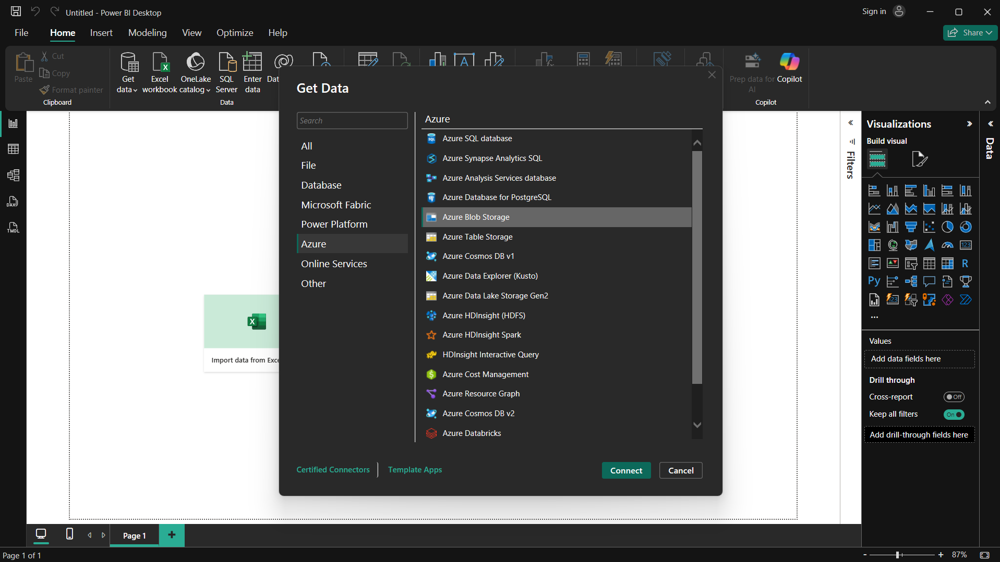 Untitled - Power BI Desktop
Sign in
File
Home
Insert
Modeling
View
Optimize
Help
Share
Paste
Cut
Copy
Format painter
Clipboard
Get data
Excel workbook
OneLake catalog
SQL Server
Enter data
Dat
Data
Prep data for AI
Copilot
Copilot
Get Data
Search
All
File
Database
Microsoft Fabric
Power Platform
Azure
Online Services
Other
Azure
Azure SQL database
Azure Synapse Analytics SQL
Azure Analysis Services database
Azure Database for PostgreSQL
Azure Blob Storage
Azure Table Storage
Azure Cosmos DB v1
Azure Data Explorer (Kusto)
Azure Data Lake Storage Gen2
Azure HDInsight (HDFS)
Azure HDInsight Spark
HDInsight Interactive Query
Azure Cost Management
Azure Resource Graph
Azure Cosmos DB v2
Azure Databricks
Certified Connectors
Template Apps
Connect
Cancel
DAX
TMDL
Import data from Exce
Filters
Visualizations
Build visual
123
R
Py
123
Values
Add data fields here
Drill through
Cross-report
Off
Keep all filters
On
Add drill-through fields here
Data
Page 1
Page 1 of 1
87%